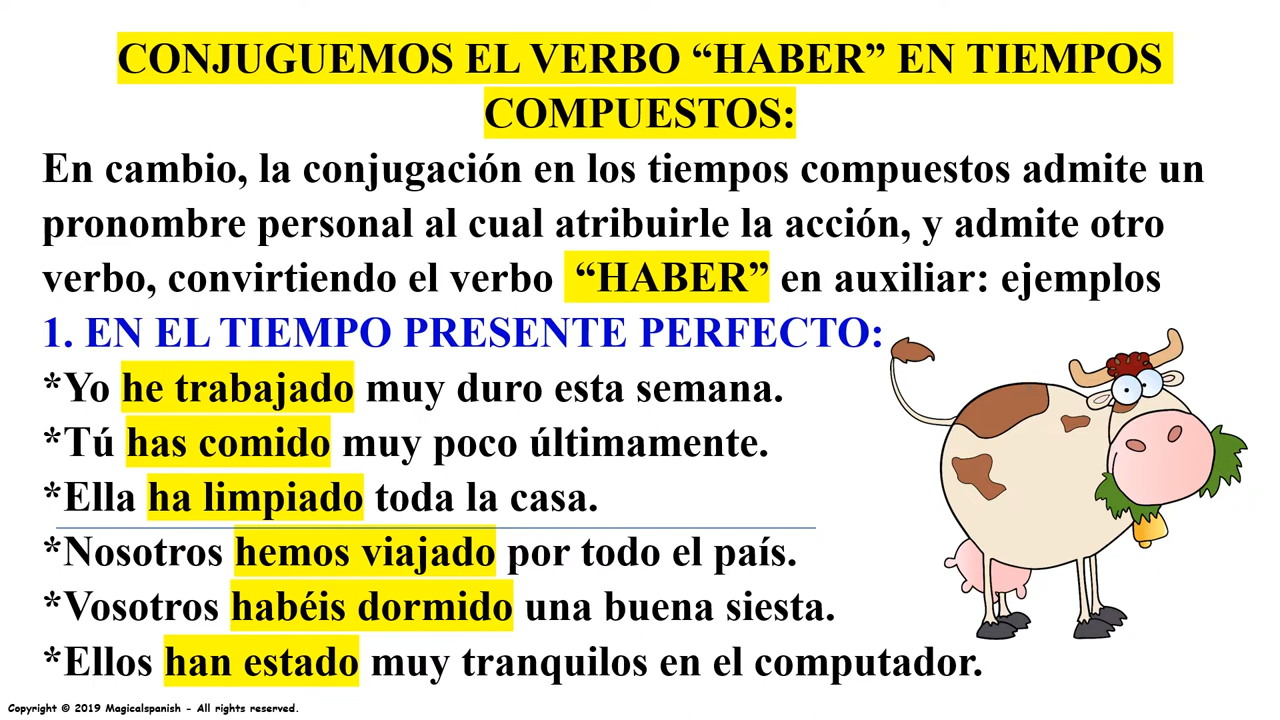 CONJUGUEMOS EL VERBO “HABER” EN TIEMPOS
COMPUESTOS:
En cambio, la conjugación en los tiempos compuestos admite un
pronombre personal al cual atribuirle la acción, y admite otro
verbo, convirtiendo el verbo “HABER” en auxiliar: ejemplos
1. EN EL TIEMPO PRESENTE PERFECTO:
*Yo he trabajado muy duro esta semana.
*Tú has comido muy poco últimamente.
*Ella ha limpiado toda la casa.
*Nosotros hemos viajado por todo el país.
*Vosotros habéis dormido una buena siesta.
*Ellos han estado muy tranquilos en el computador.
Copyright © 2019 Magicalspanish - All rights reserved.